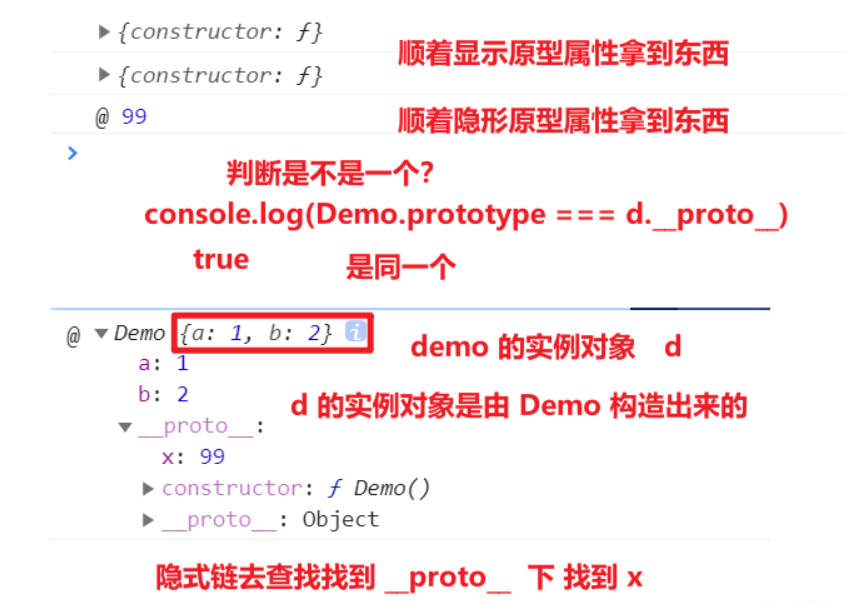 ▶{constructor: ƒ}
顺着显示原型属性拿到东西
▶{constructor: ƒ}
@ 99
顺着隐形原型属性拿到东西
>
判断是不是一个?
console.log(Demo.prototype === d.__proto__)
true 是同一个
@ ▼Demo {a: 1, b: 2} i
demo 的实例对象 d
a: 1
b: 2
d 的实例对象是由 Demo 构造出来的
▼__proto__:
x: 99
▶constructor: ƒ Demo()
▶__proto__: Object
隐式链去查找找到 __proto__ 下 找到 x